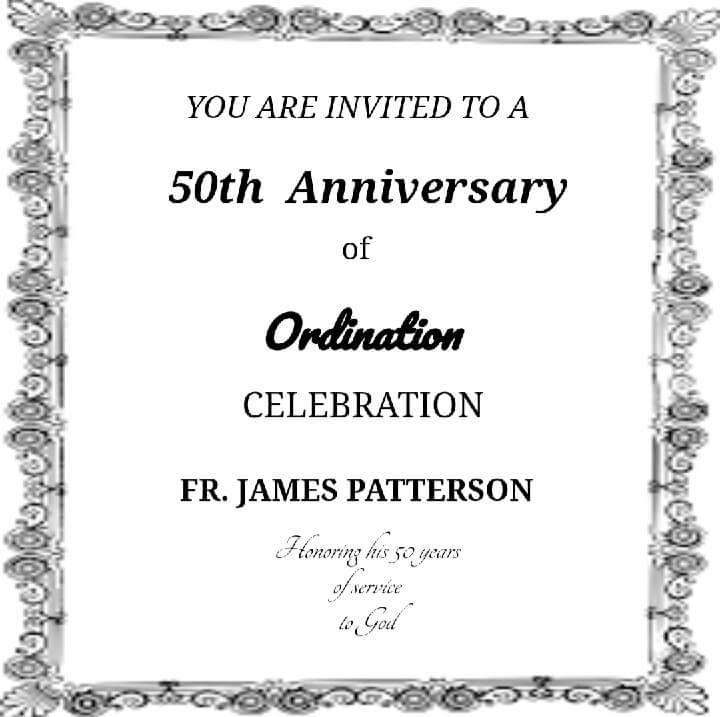 YOU ARE INVITED TO A
50th Anniversary
of
Ordination
CELEBRATION
FR. JAMES PATTERSON
Honoring his 50 years
of service
to God